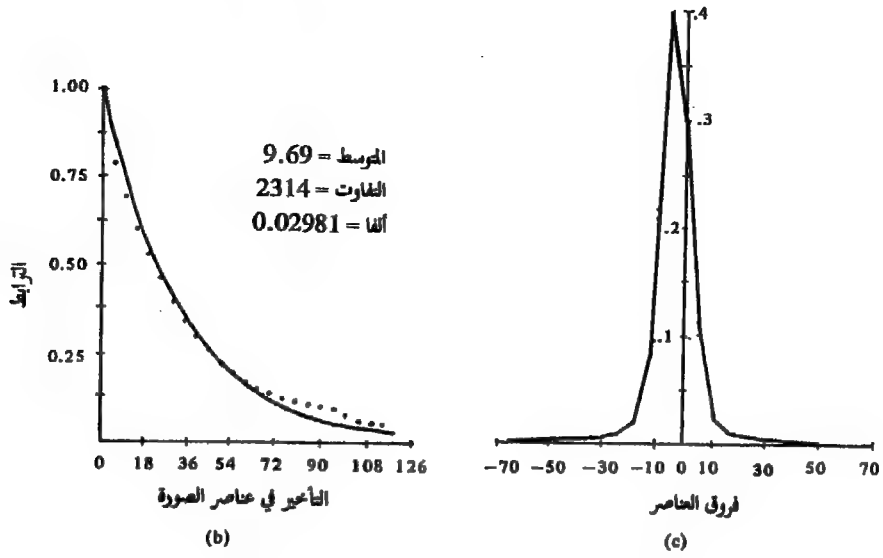 1.00
0.75
0.50
0.25
الترابط
المتوسط = 9.69
التفاوت = 2314
ألفا = 0.02981
0 18 36 54 72 90 108 126
التأخير في عناصر الصورة
(b)
.4
.3
.2
.1
−70 −50 −30 −10 0 10 30 50 70
فروق العناصر
(c)